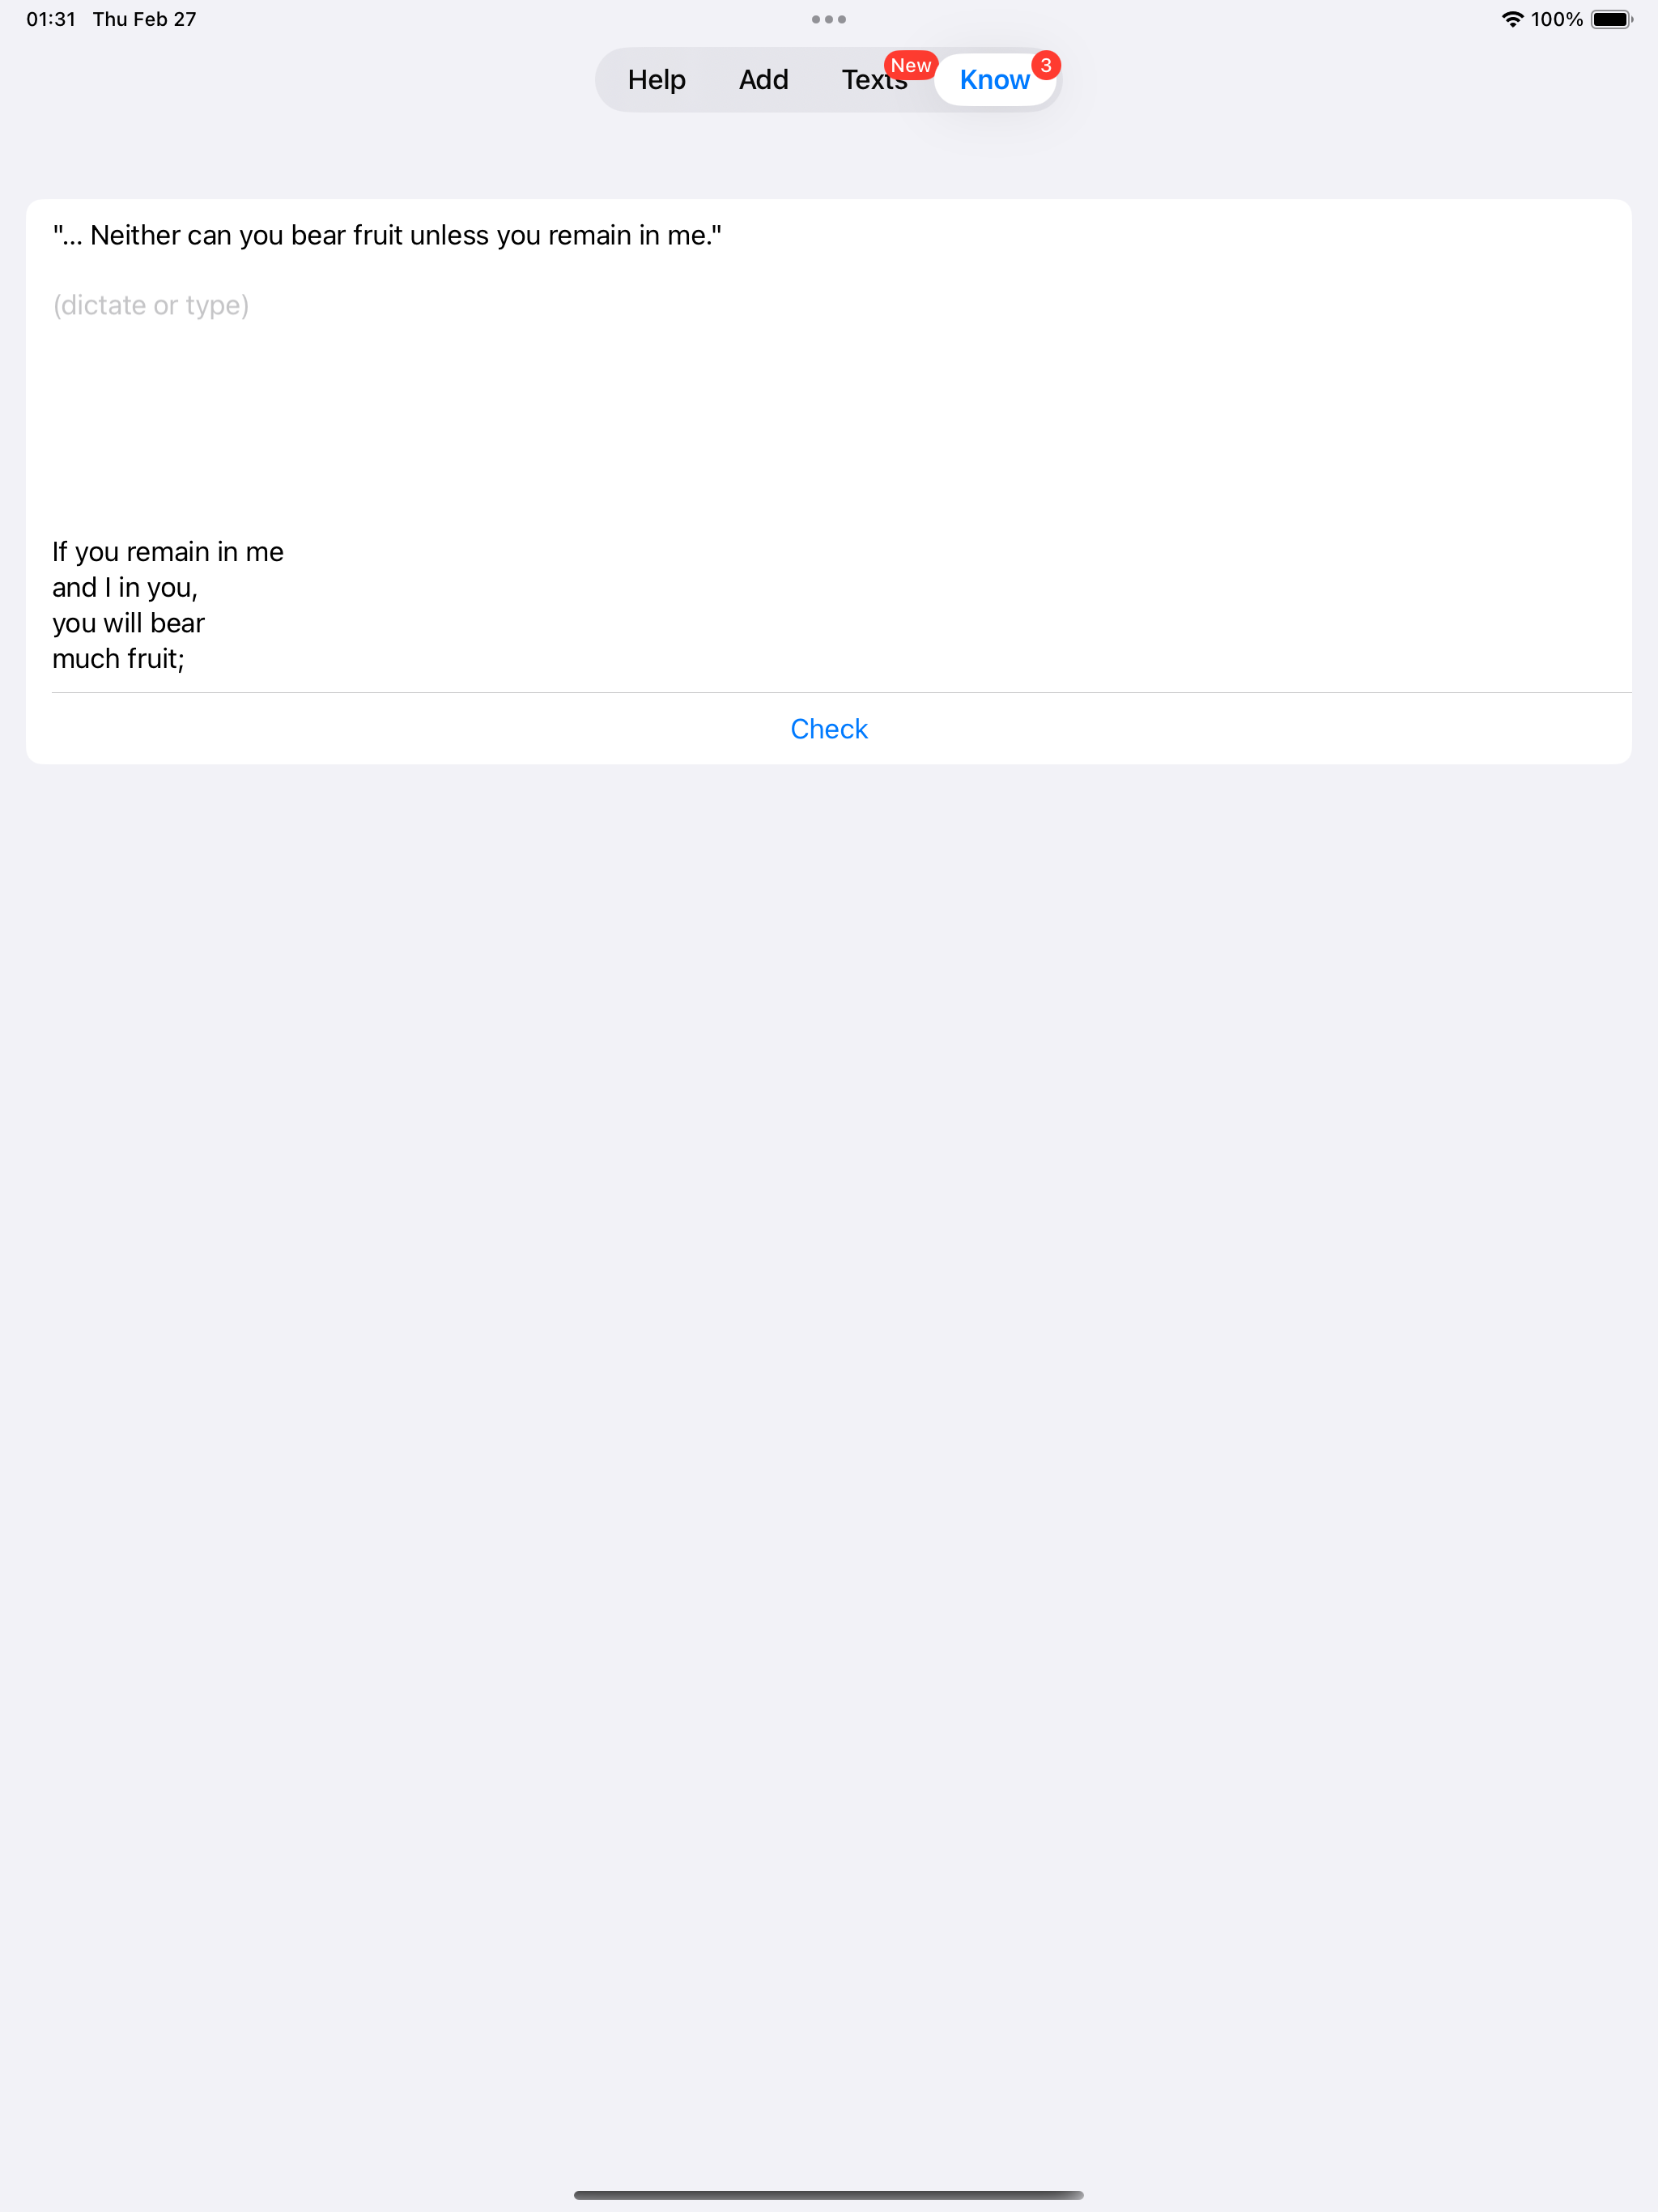 01:31 Thu Feb 27
100%
Help Add Texts New Know 3
"... Neither can you bear fruit unless you remain in me."
(dictate or type)
If you remain in me
and I in you,
you will bear
much fruit;
Check